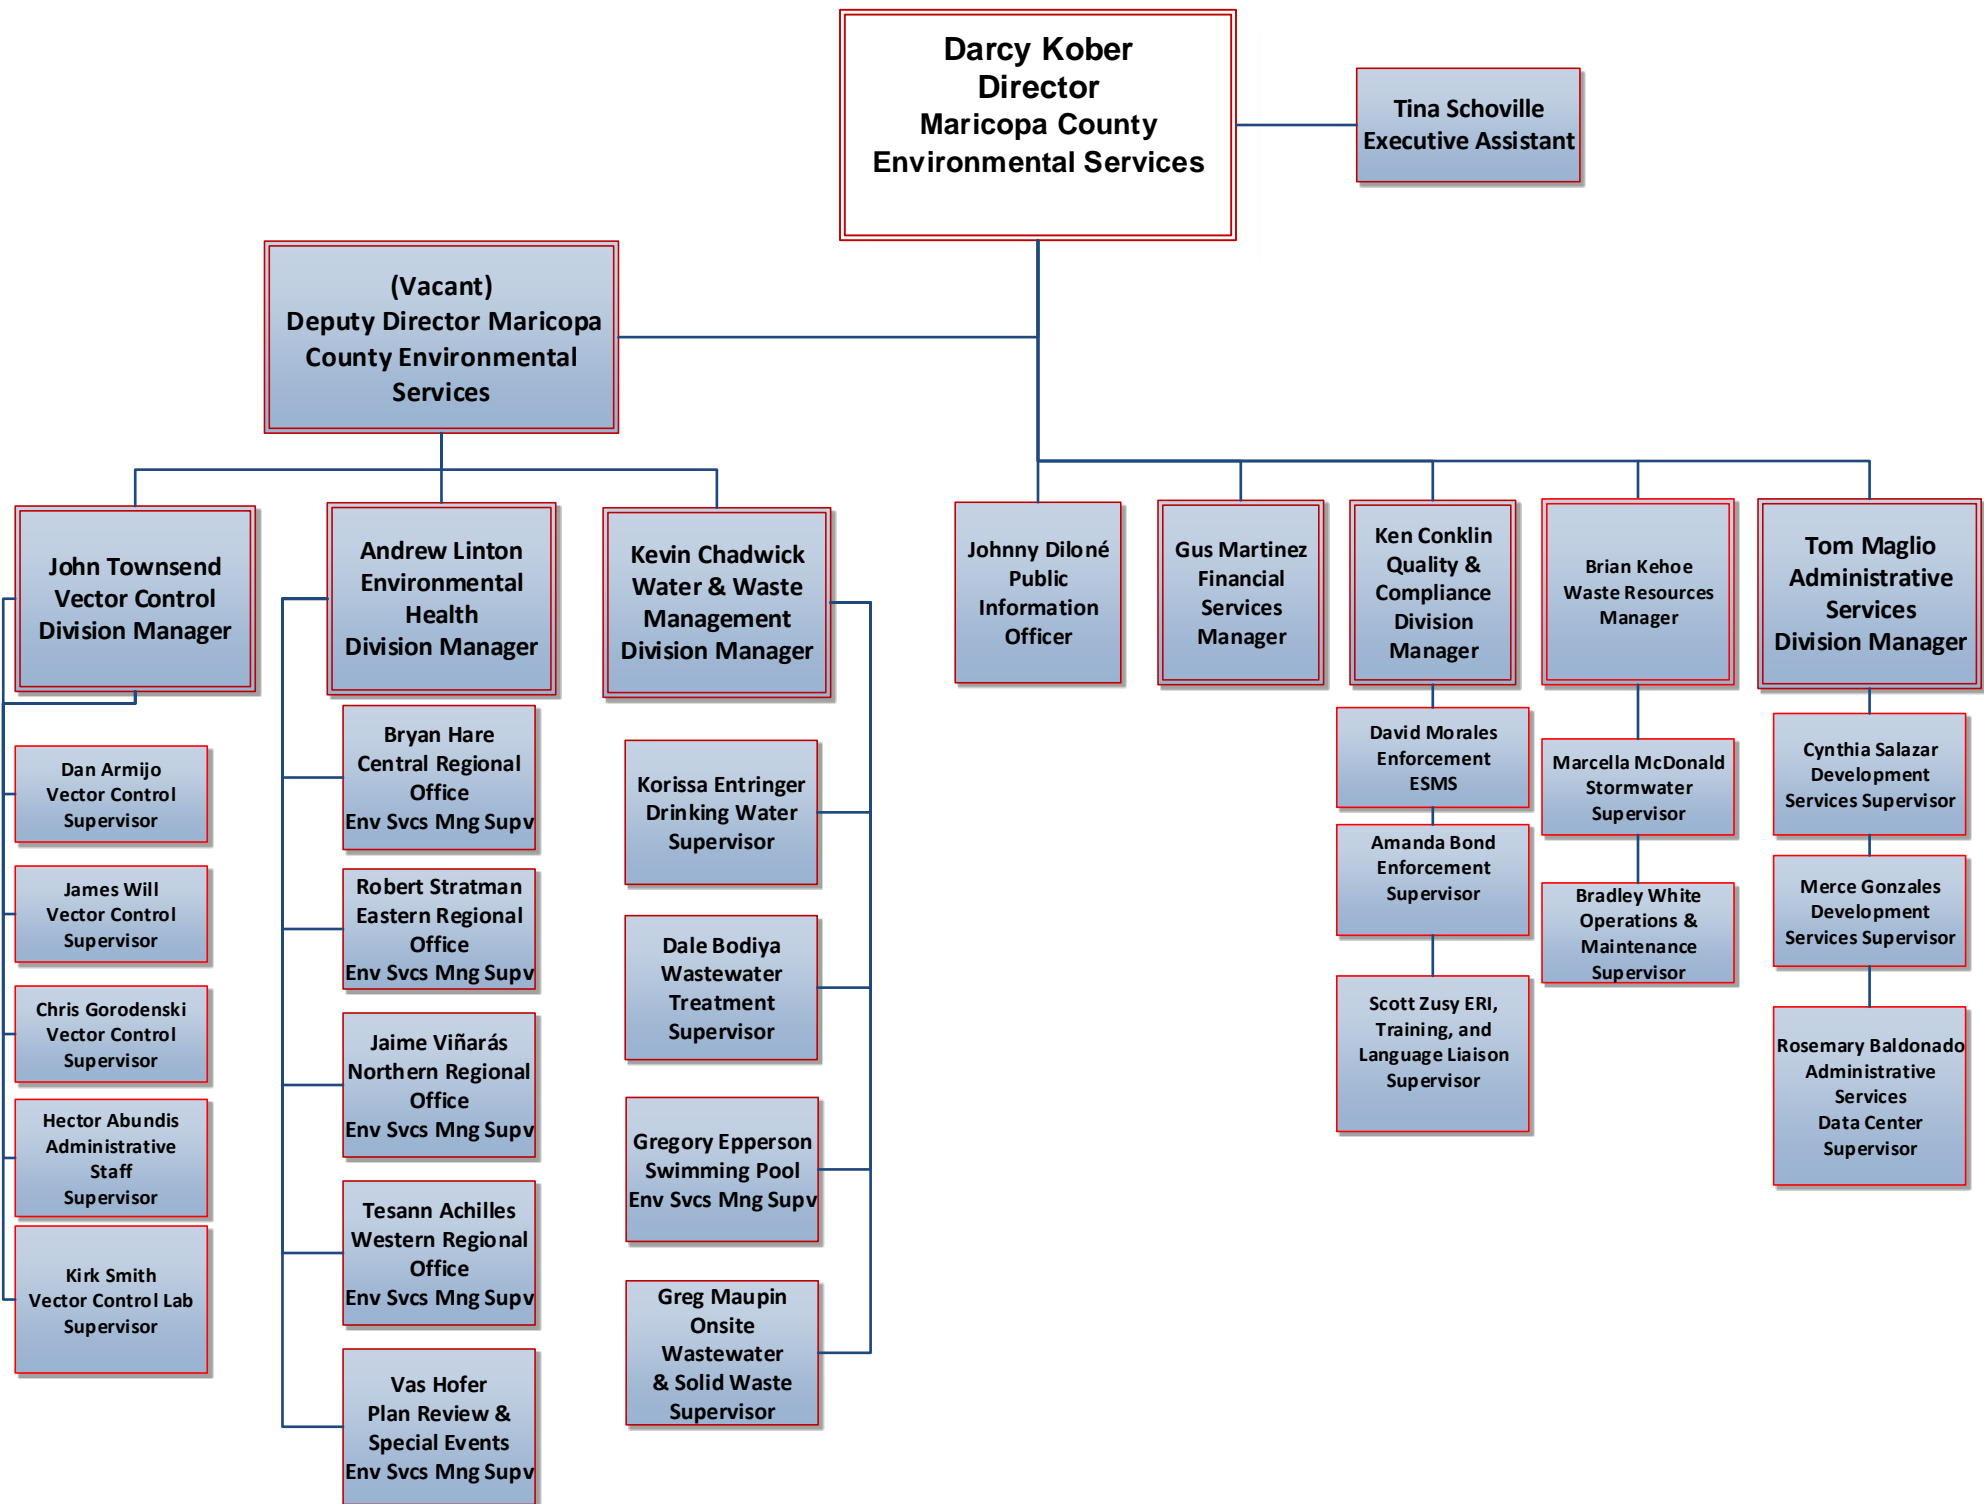 Darcy Kober
Director
Maricopa County
Environmental Services
Tina Schoville
Executive Assistant
(Vacant)
Deputy Director Maricopa
County Environmental
Services
John Townsend
Vector Control
Division Manager
Andrew Linton
Environmental
Health
Division Manager
Kevin Chadwick
Water & Waste
Management
Division Manager
Johnny Diloné
Public
Information
Officer
Gus Martinez
Financial
Services
Manager
Ken Conklin
Quality &
Compliance
Division
Manager
Brian Kehoe
Waste Resources
Manager
Tom Maglio
Administrative
Services
Division Manager
Dan Armijo
Vector Control
Supervisor
James Will
Vector Control
Supervisor
Chris Gorodenski
Vector Control
Supervisor
Hector Abundis
Administrative
Staff
Supervisor
Kirk Smith
Vector Control Lab
Supervisor
Bryan Hare
Central Regional
Office
Env Svcs Mng Supv
Robert Stratman
Eastern Regional
Office
Env Svcs Mng Supv
Jaime Viñarás
Northern Regional
Office
Env Svcs Mng Supv
Tesann Achilles
Western Regional
Office
Env Svcs Mng Supv
Vas Hofer
Plan Review &
Special Events
Env Svcs Mng Supv
Korissa Entringer
Drinking Water
Supervisor
Dale Bodiya
Wastewater
Treatment
Supervisor
Gregory Epperson
Swimming Pool
Env Svcs Mng Supv
Greg Maupin
Onsite
Wastewater
& Solid Waste
Supervisor
David Morales
Enforcement
ESMS
Amanda Bond
Enforcement
Supervisor
Scott Zusy ERI,
Training, and
Language Liaison
Supervisor
Marcella McDonald
Stormwater
Supervisor
Bradley White
Operations &
Maintenance
Supervisor
Cynthia Salazar
Development
Services Supervisor
Merce Gonzales
Development
Services Supervisor
Rosemary Baldonado
Administrative
Services
Data Center
Supervisor